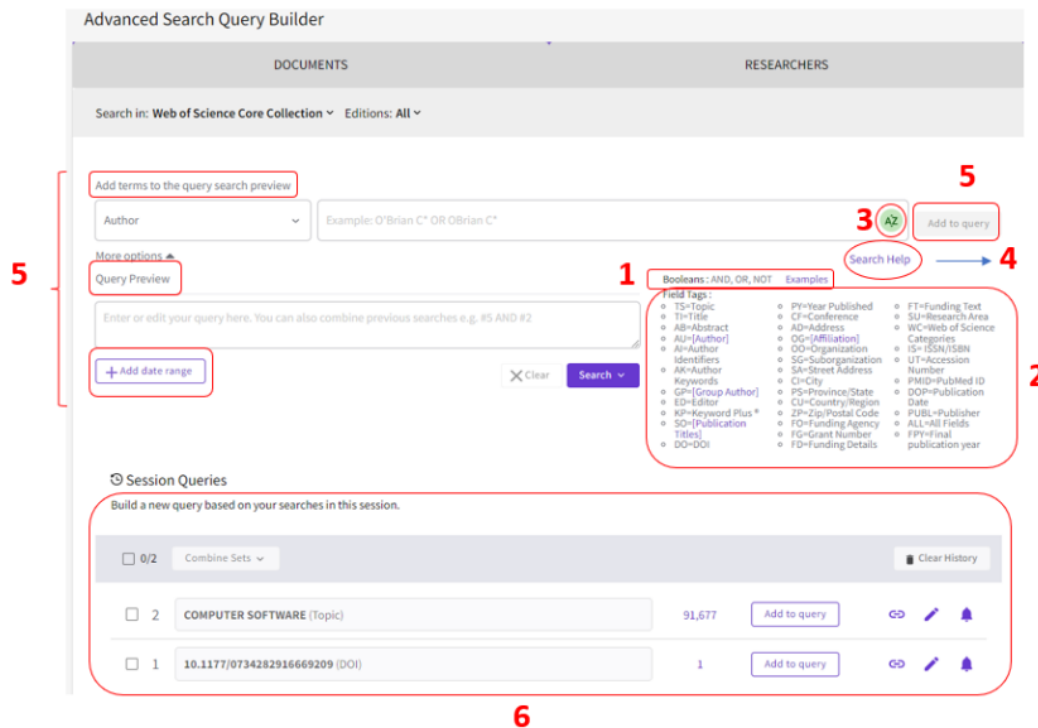 Advanced Search Query Builder
DOCUMENTS RESEARCHERS
Search in: Web of Science Core Collection Editions: All
5
Add terms to the query search preview
Author Example: O'Brian C* OR OBrian C* 3 AZ Add to query
More options Search Help 4
5 Query Preview 1 Booleans : AND, OR, NOT Examples
Enter or edit your query here. You can also combine previous searches e.g. #5 AND #2
+ Add date range Clear Search
2
Field Tags :
TS=Topic
TI=Title
AB=Abstract
AU=[Author]
AI=Author
Identifiers
AK=Author
Keywords
GP=[Group Author]
ED=Editor
KP=Keyword Plus ®
SO=[Publication
Titles]
DO=DOI
PY=Year Published
CF=Conference
AD=Address
OG=[Affiliation]
OO=Organization
SG=Suborganization
SA=Street Address
CI=City
PS=Province/State
CU=Country/Region
ZP=Zip/Postal Code
FO=Funding Agency
FG=Grant Number
FD=Funding Details
FT=Funding Text
SU=Research Area
WC=Web of Science
Categories
IS= ISSN/ISBN
UT=Accession
Number
PMID=PubMed ID
DOP=Publication
Date
PUBL=Publisher
ALL=All Fields
FPY=Final
publication year
Session Queries
Build a new query based on your searches in this session.
0/2 Combine Sets Clear History
2 COMPUTER SOFTWARE (Topic) 91,677 Add to query
1 10.1177/0734282916669209 (DOI) 1 Add to query
6